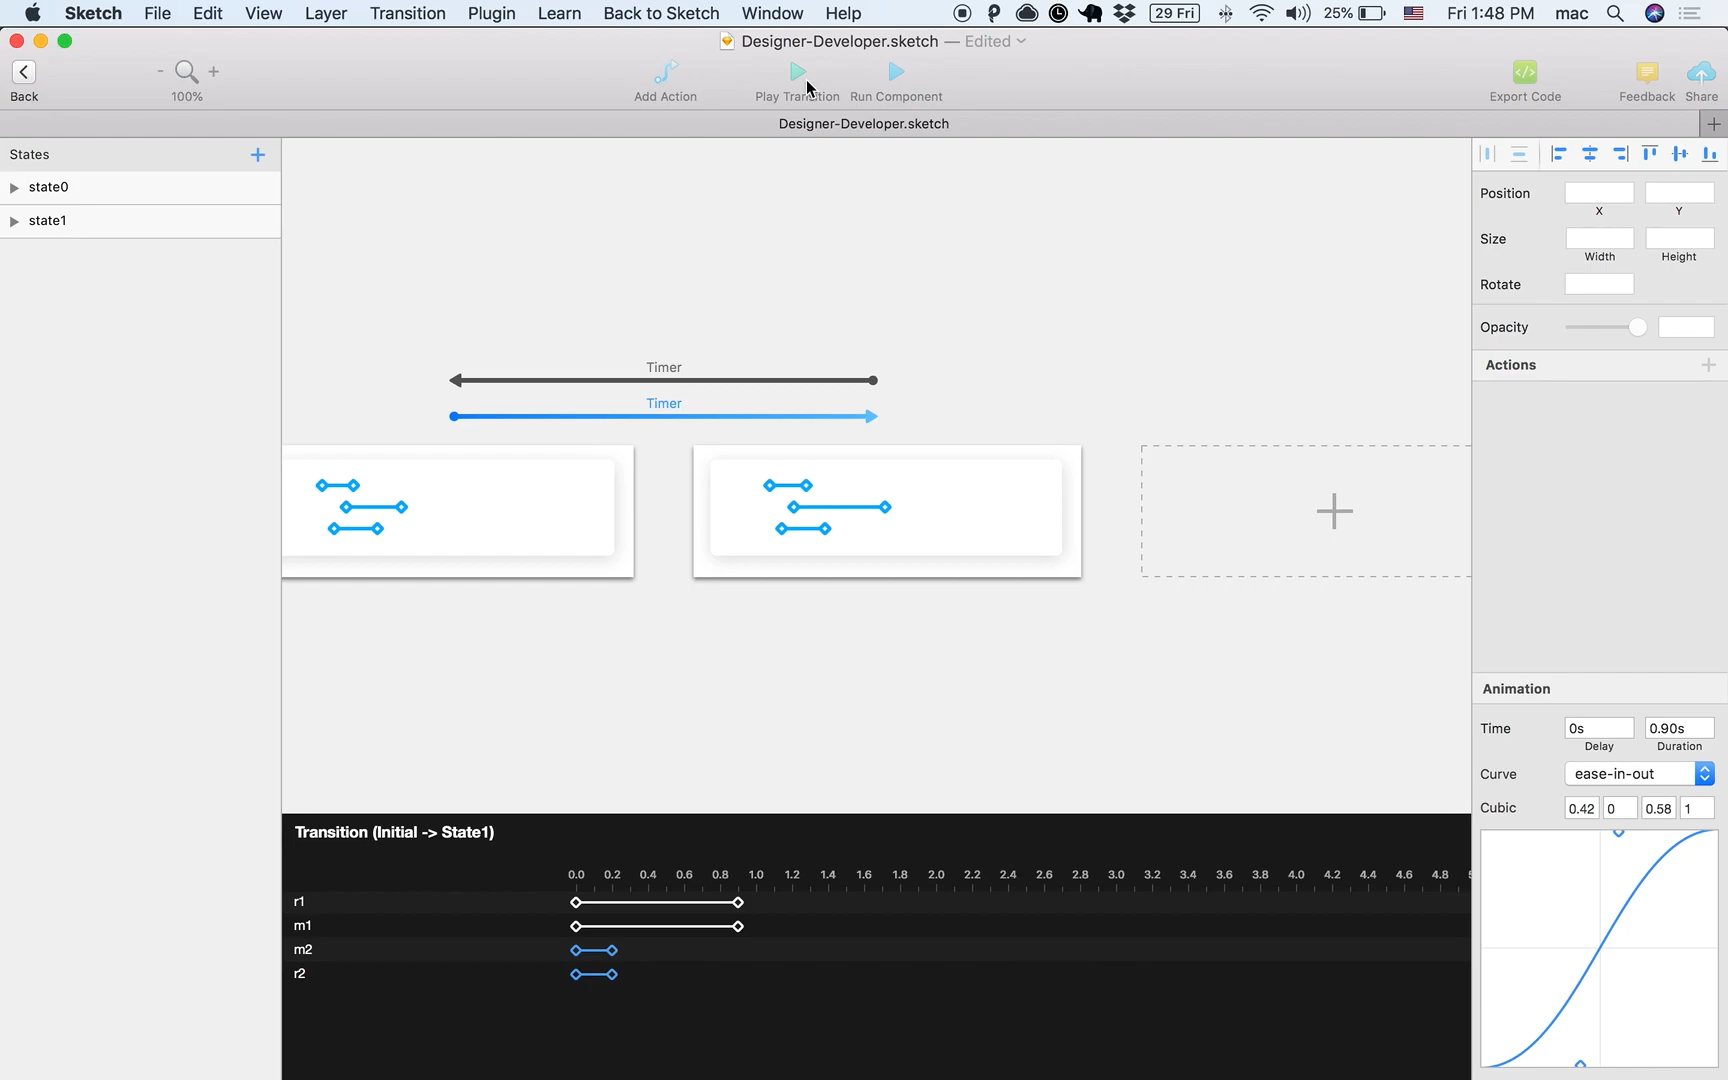 Sketch File Edit View Layer Transition Plugin Learn Back to Sketch Window Help 29 Fri 25% Fri 1:48 PM mac
Designer-Developer.sketch — Edited
- + 
Back 100% Add Action Play Transition Run Component Export Code Feedback Share
Designer-Developer.sketch +
States +
state0
state1
Timer
Timer
Position
X Y
Size
Width Height
Rotate
Opacity
Actions +
Animation
Time 0s 0.90s
Delay Duration
Curve ease-in-out
Cubic 0.42 0 0.58 1
Transition (Initial -> State1)
0.0 0.2 0.4 0.6 0.8 1.0 1.2 1.4 1.6 1.8 2.0 2.2 2.4 2.6 2.8 3.0 3.2 3.4 3.6 3.8 4.0 4.2 4.4 4.6 4.8
r1
m1
m2
r2